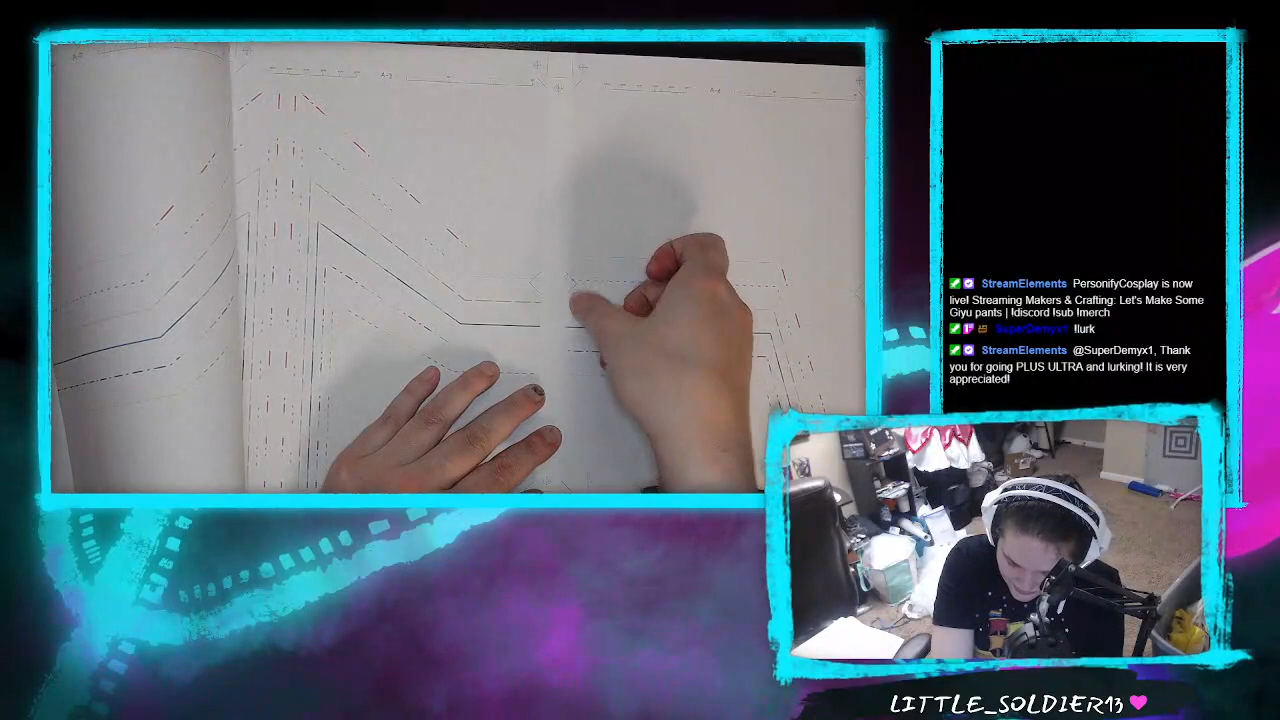 StreamElements PersonifyCosplay is now
live! Streaming Makers & Crafting: Let's Make Some
Giyu pants | !discord !sub !merch
SuperDemyx1 !lurk
StreamElements @SuperDemyx1, Thank
you for going PLUS ULTRA and lurking! It is very
appreciated!
LITTLE_SOLDIER13